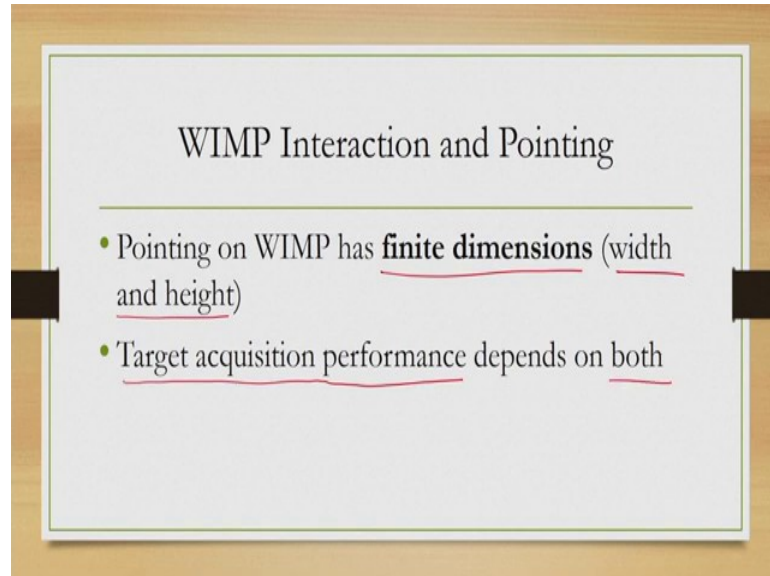 WIMP Interaction and Pointing
• Pointing on WIMP has finite dimensions (width
and height)
• Target acquisition performance depends on both